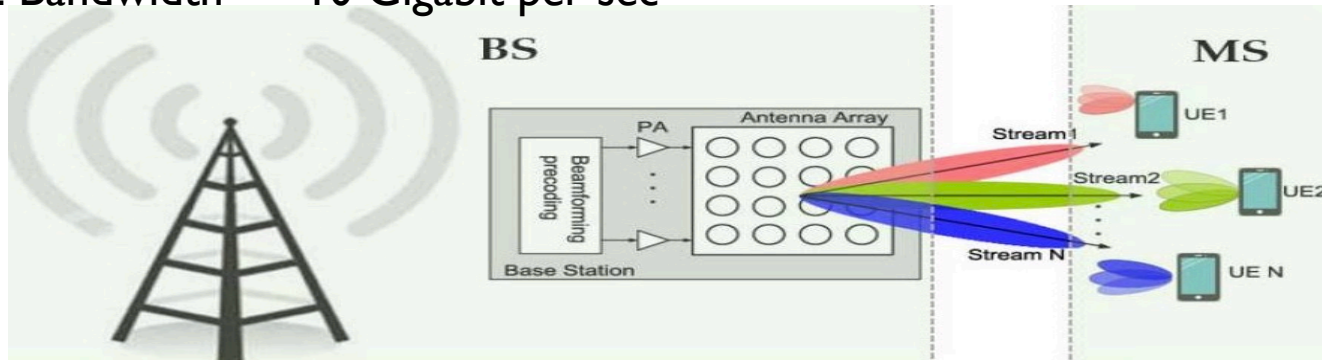 Bandwidth
10 Gigabit per sec
BS
MS
PA
Antenna Array
Beamforming
precoding
Base Station
Stream1
Stream2
Stream N
UE1
UE2
UE N